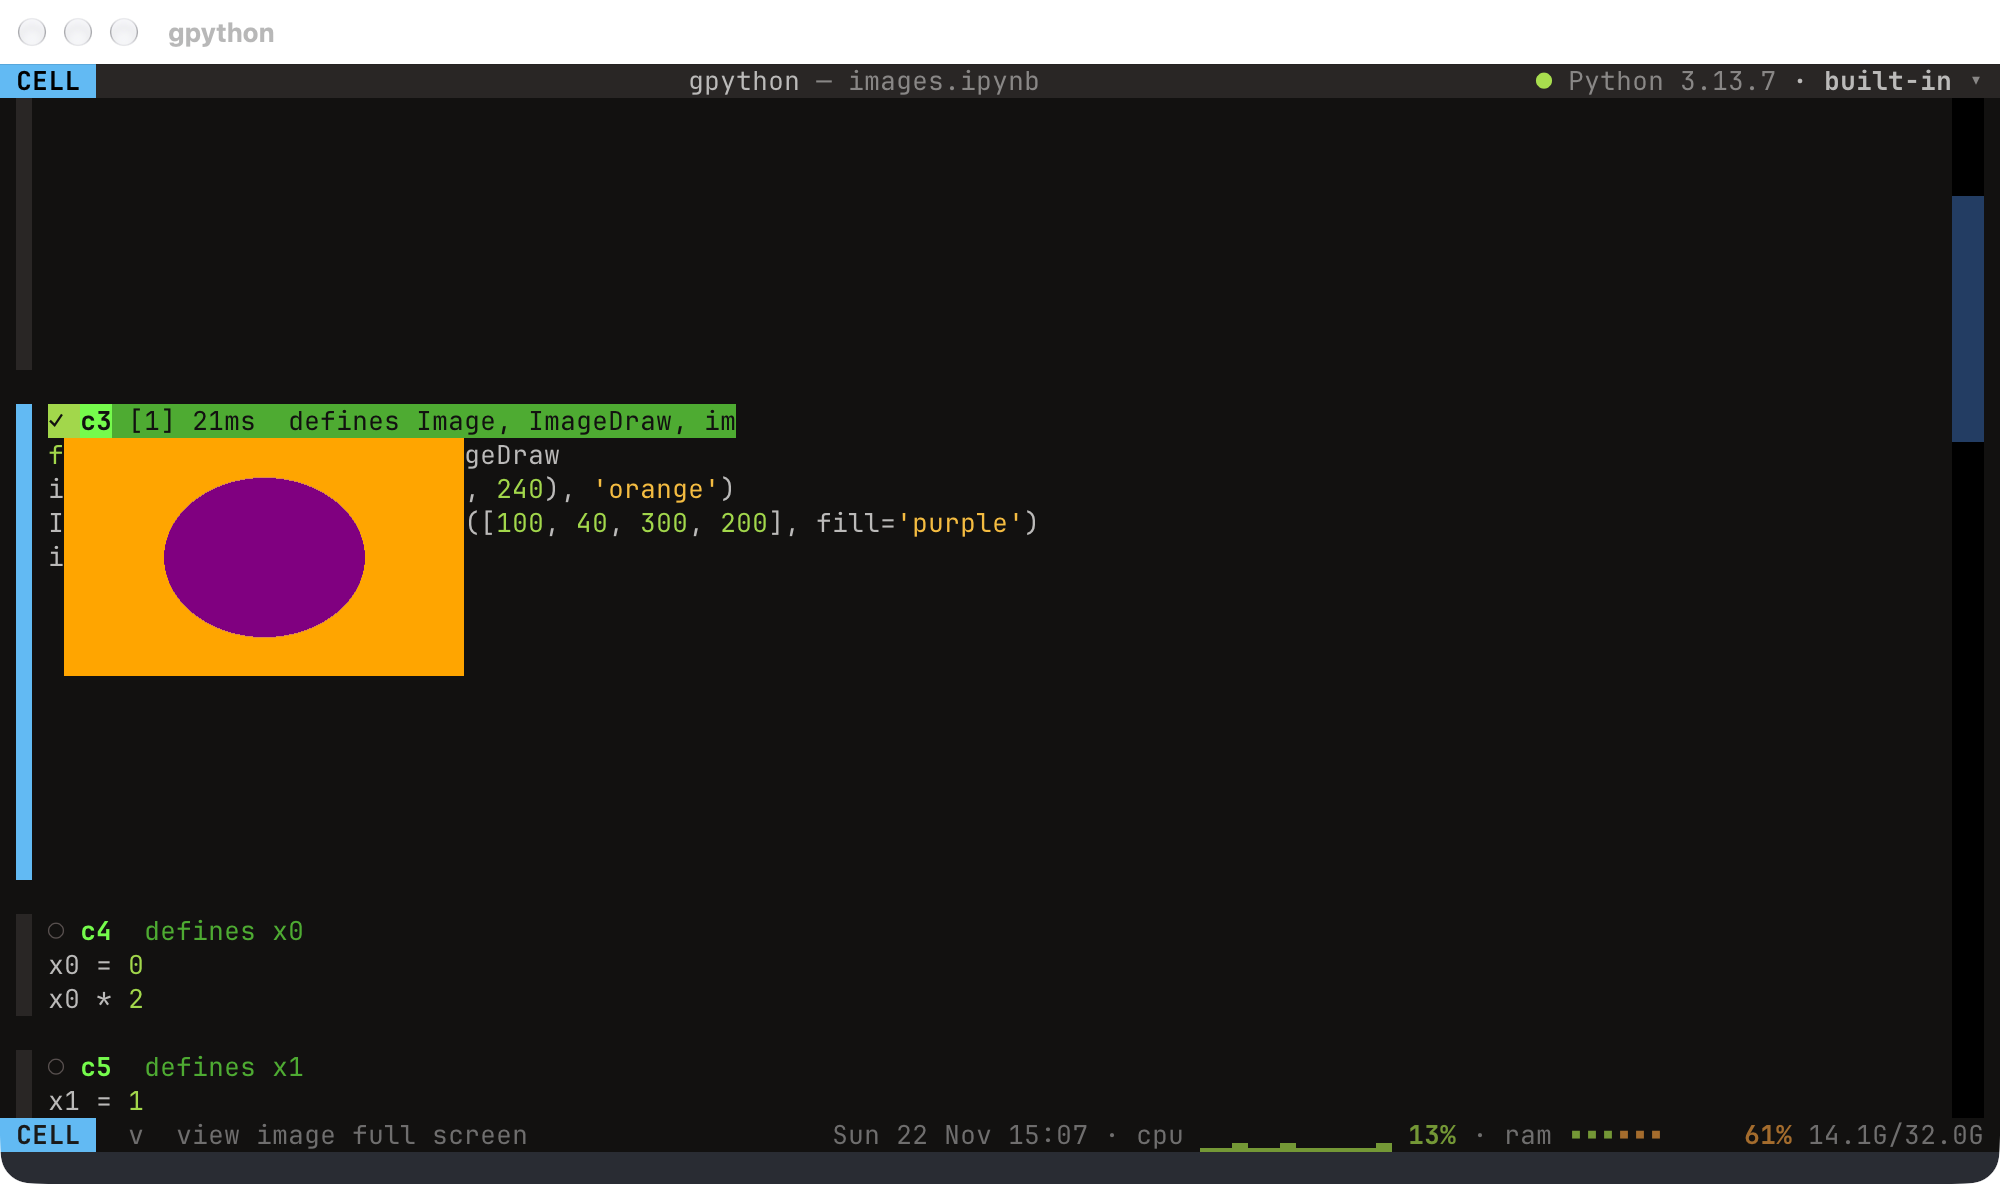 gpython
CELL gpython — images.ipynb Python 3.13.7 · built-in ▾
✓ c3 [1] 21ms defines Image, ImageDraw, im
f geDraw
i , 240), 'orange')
I ([100, 40, 300, 200], fill='purple')
i
○ c4 defines x0
x0 = 0
x0 * 2
○ c5 defines x1
x1 = 1
CELL v view image full screen Sun 22 Nov 15:07 · cpu 13% · ram 61% 14.1G/32.0G